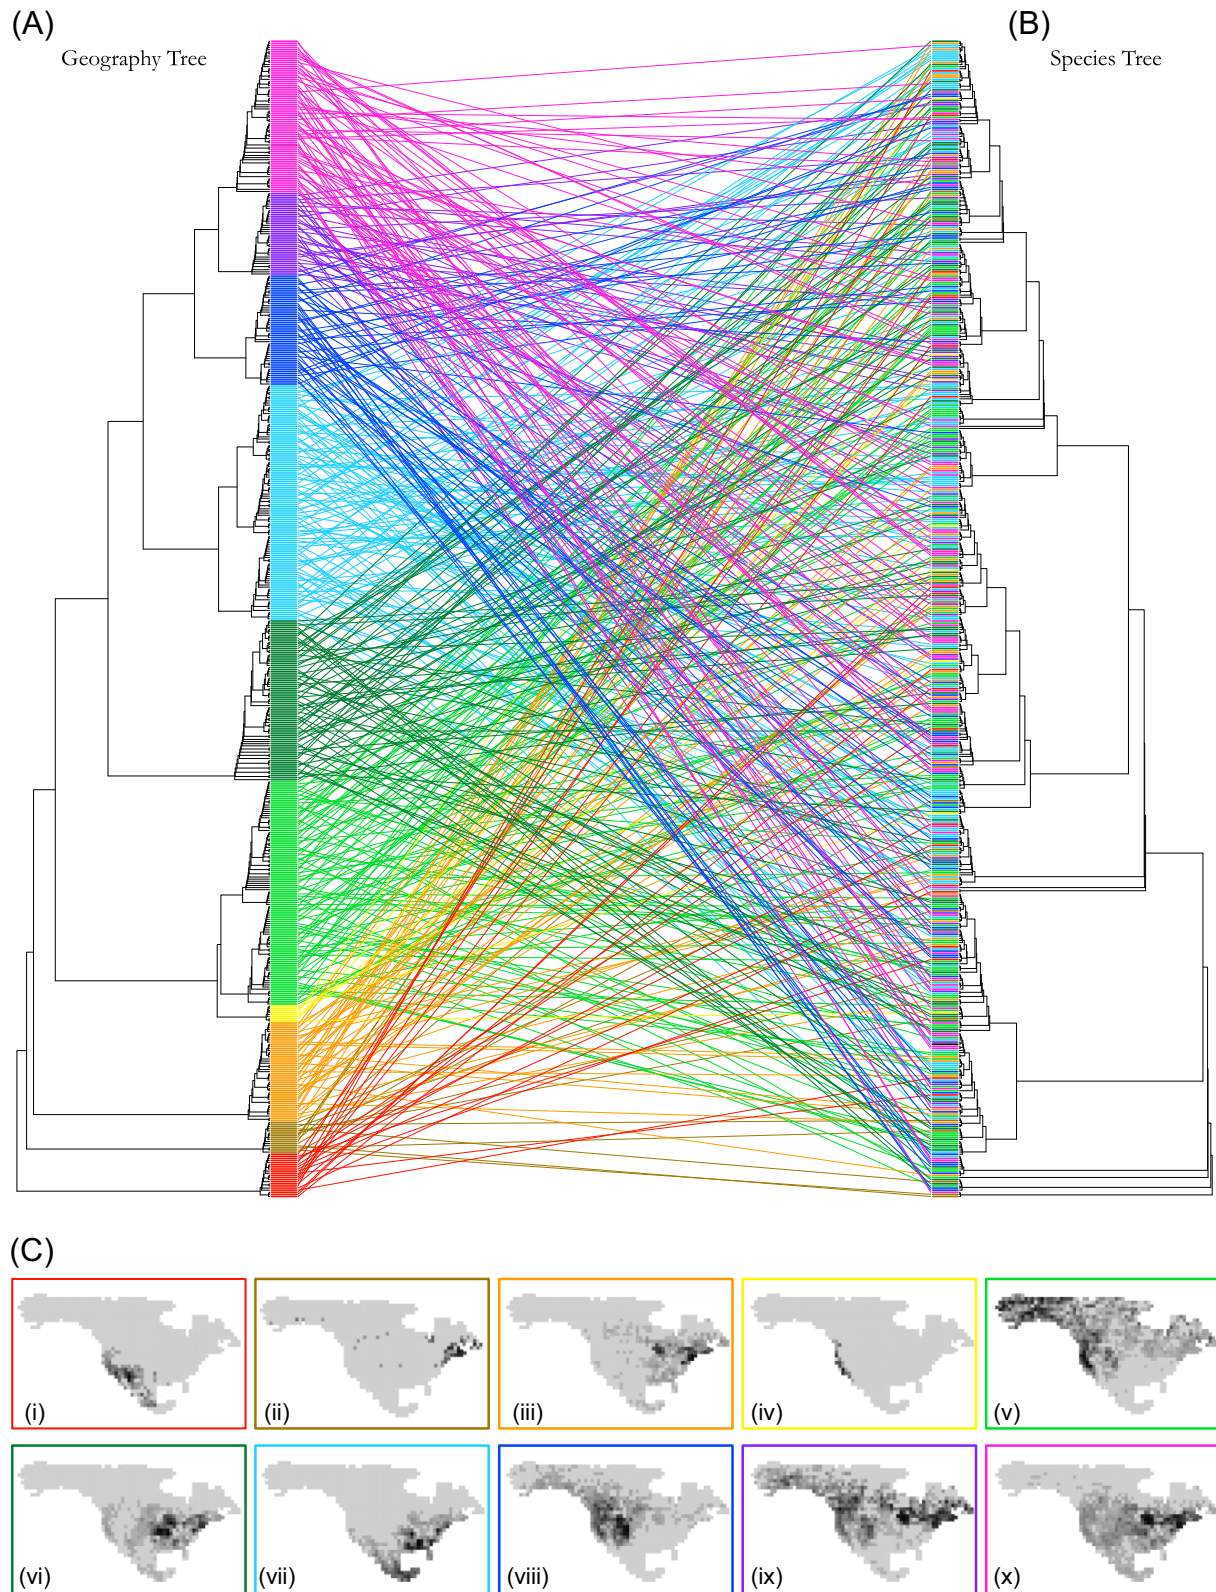 (A)
(B)
Geography Tree
Species Tree
(C)
(i)
(ii)
(iii)
(iv)
(v)
(vi)
(vii)
(viii)
(ix)
(x)